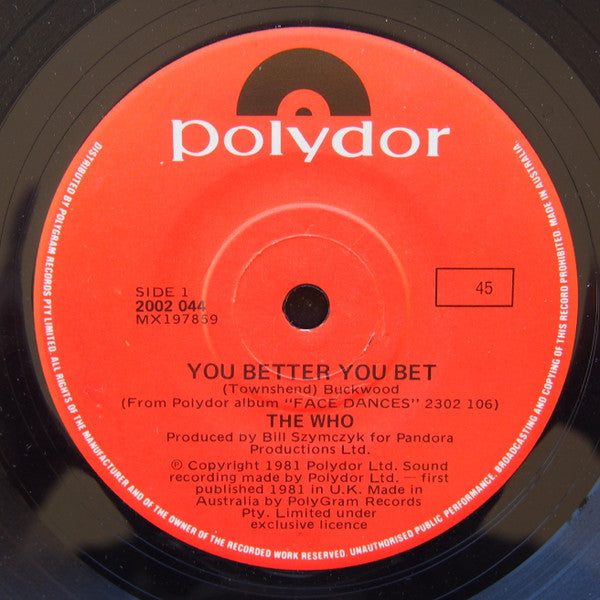 polydor
SIDE 1
2002 044
MX197859
45
YOU BETTER YOU BET
(Townshend) Buckwood
(From Polydor album "FACE DANCES" 2302 106)
THE WHO
Produced by Bill Szymczyk for Pandora
Productions Ltd.
℗ Copyright 1981 Polydor Ltd. Sound
recording made by Polydor Ltd. — first
published 1981 in U.K. Made in
Australia by PolyGram Records
Pty. Limited under
exclusive licence
DISTRIBUTED BY POLYGRAM RECORDS PTY LIMITED. ALL RIGHTS OF THE MANUFACTURER AND OF THE OWNER OF THE RECORDED WORK RESERVED. UNAUTHORISED PUBLIC PERFORMANCE, BROADCASTING AND COPYING OF THIS RECORD PROHIBITED. MADE IN AUSTRALIA.